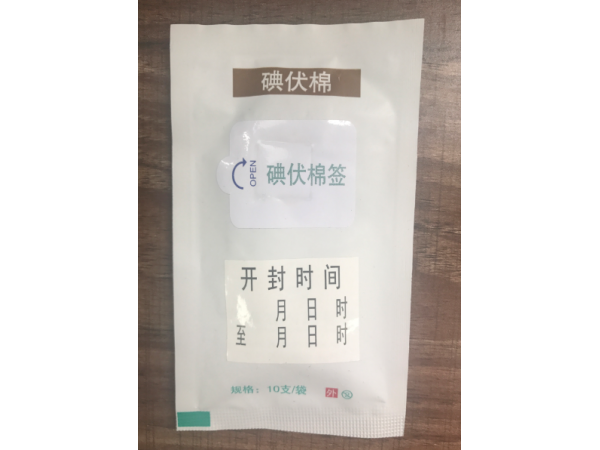 碘伏棉
OPEN
碘伏棉签
开封时间
月日时
至月日时
规格：10支/袋
外